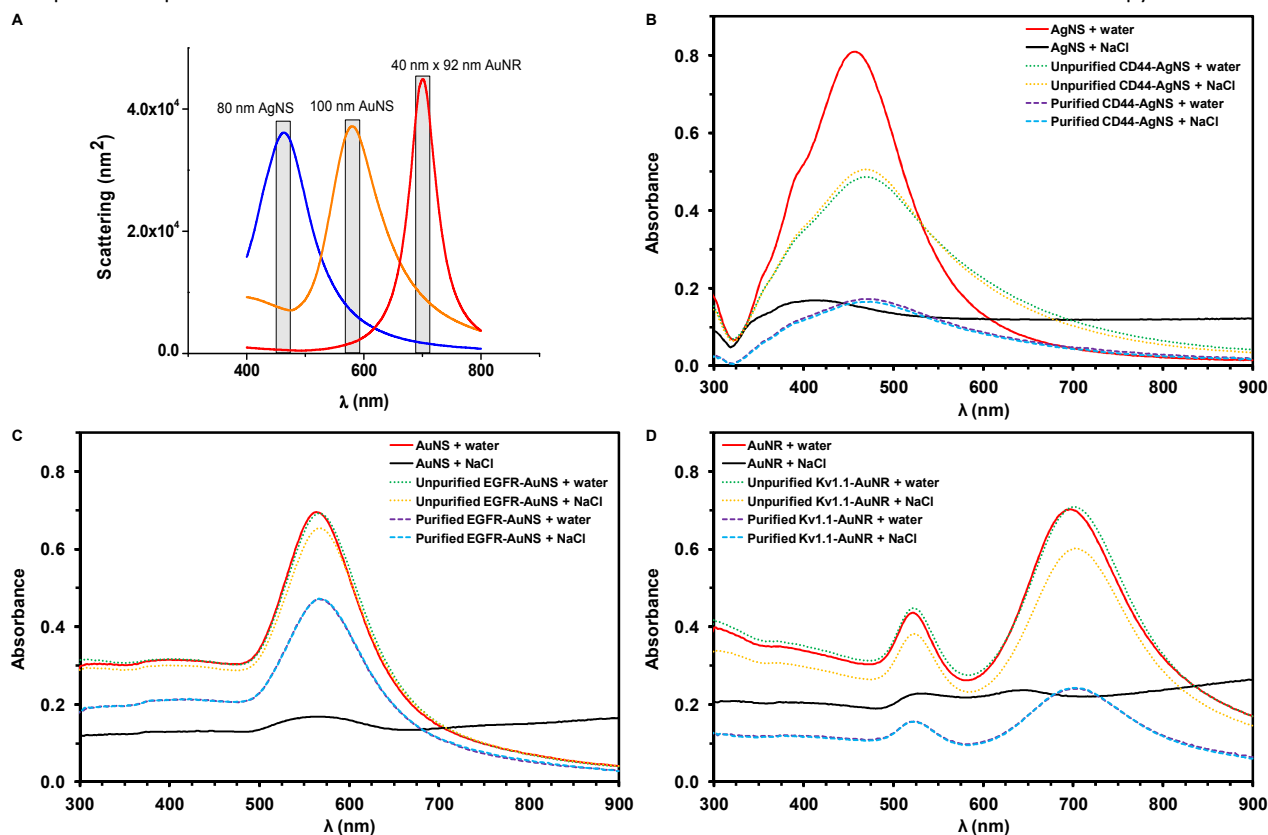 A
80 nm AgNS
100 nm AuNS
40 nm x 92 nm AuNR
Scattering (nm²)
4.0x10⁴
2.0x10⁴
0.0
400
600
800
λ (nm)
B
AgNS + water
AgNS + NaCl
Unpurified CD44-AgNS + water
Unpurified CD44-AgNS + NaCl
Purified CD44-AgNS + water
Purified CD44-AgNS + NaCl
Absorbance
0.8
0.6
0.4
0.2
0.0
300
400
500
600
700
800
900
λ (nm)
C
AuNS + water
AuNS + NaCl
Unpurified EGFR-AuNS + water
Unpurified EGFR-AuNS + NaCl
Purified EGFR-AuNS + water
Purified EGFR-AuNS + NaCl
Absorbance
0.8
0.6
0.4
0.2
0.0
300
400
500
600
700
800
900
λ (nm)
D
AuNR + water
AuNR + NaCl
Unpurified Kv1.1-AuNR + water
Unpurified Kv1.1-AuNR + NaCl
Purified Kv1.1-AuNR + water
Purified Kv1.1-AuNR + NaCl
Absorbance
0.8
0.6
0.4
0.2
0.0
300
400
500
600
700
800
900
λ (nm)